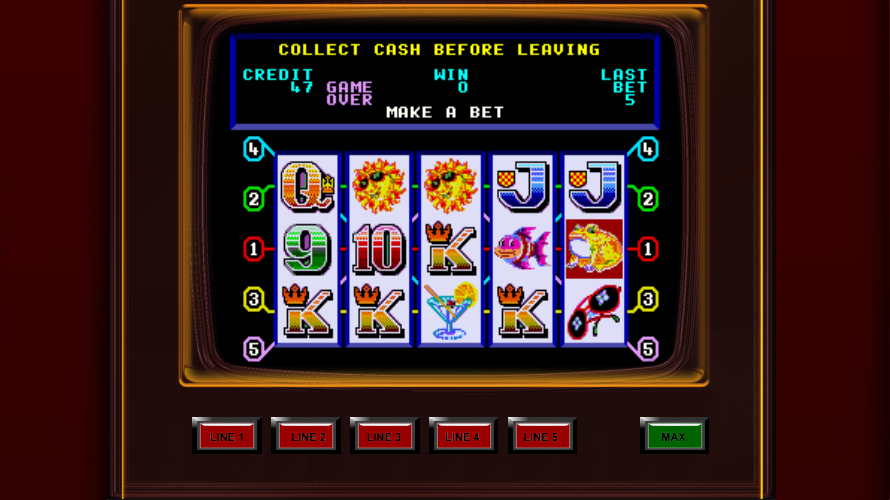 COLLECT CASH BEFORE LEAVING
CREDIT WIN LAST
47 GAME 0 BET
OVER 5
MAKE A BET
4 4
Q J J
2 2
1 9 10 K 1
3 K K K 3
5 5
LINE 1 LINE 2 LINE 3 LINE 4 LINE 5 MAX